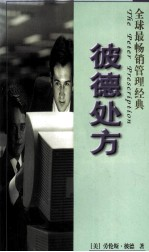 全球最畅销管理经典
The Peter Prescription
彼德处方
[美] 劳伦斯·彼德 著